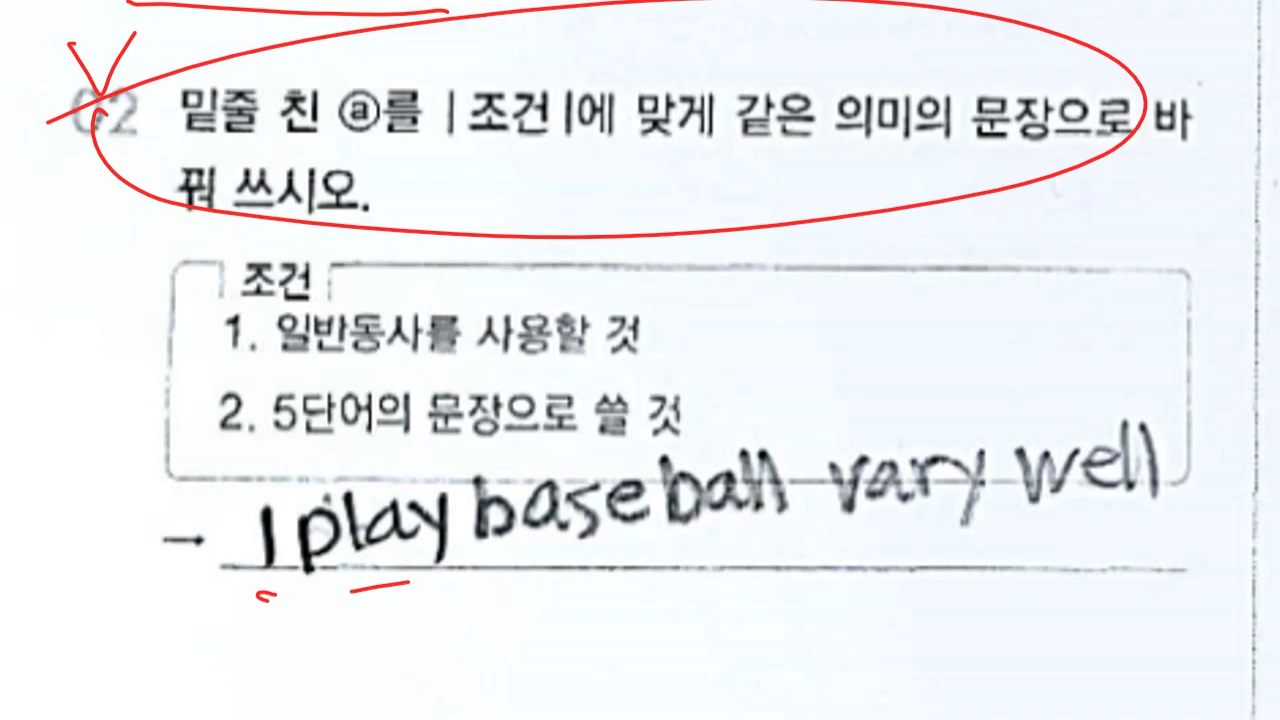 02 밑줄 친 ⓐ를 |조건|에 맞게 같은 의미의 문장으로 바
꿔 쓰시오.
조건
1. 일반동사를 사용할 것
2. 5단어의 문장으로 쓸 것
→ I play baseball vary well